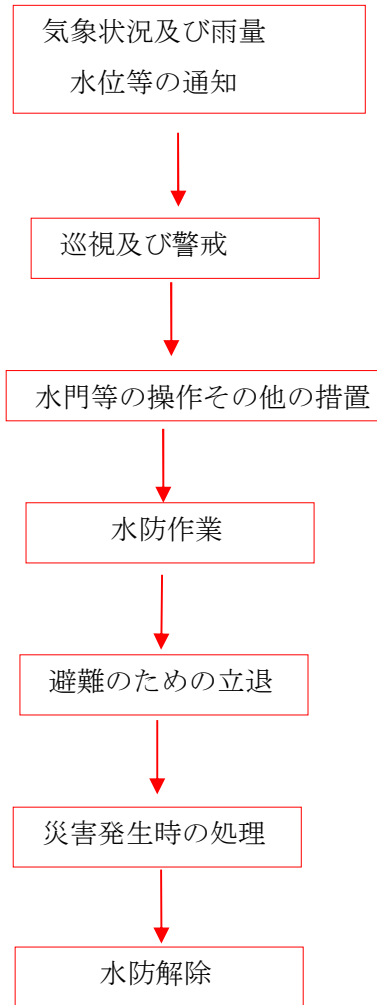 気象状況及び雨量
水位等の通知
巡視及び警戒
水門等の操作その他の措置
水防作業
避難のための立退
災害発生時の処理
水防解除